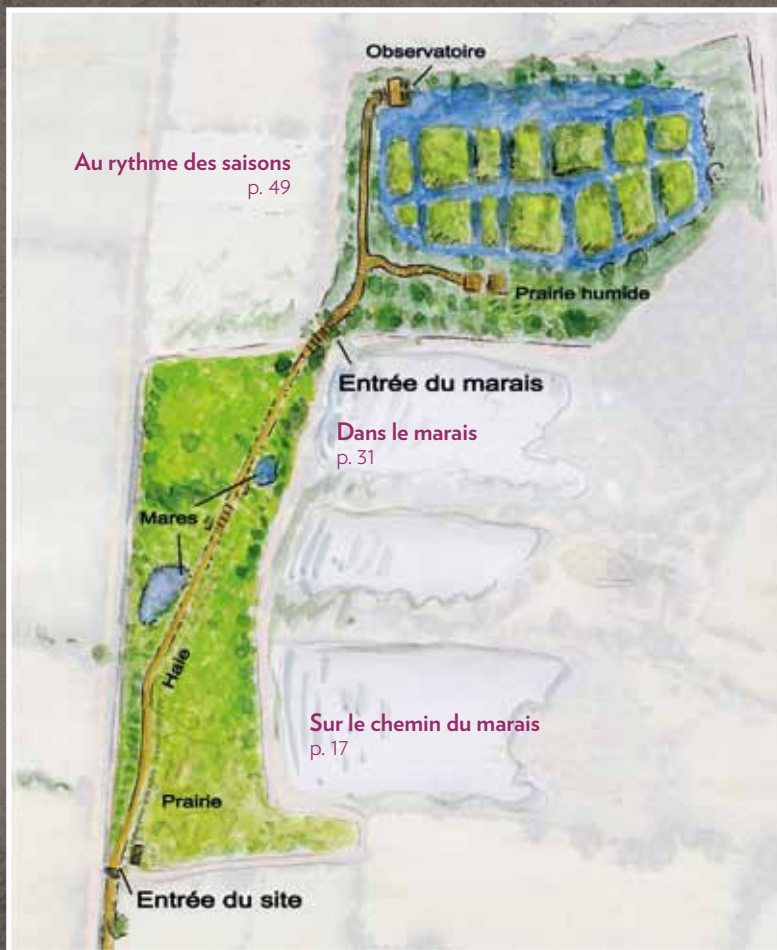 Observatoire
Au rythme des saisons
p. 49
Prairie humide
Entrée du marais
Dans le marais
p. 31
Mares
Haie
Sur le chemin du marais
p. 17
Prairie
Entrée du site